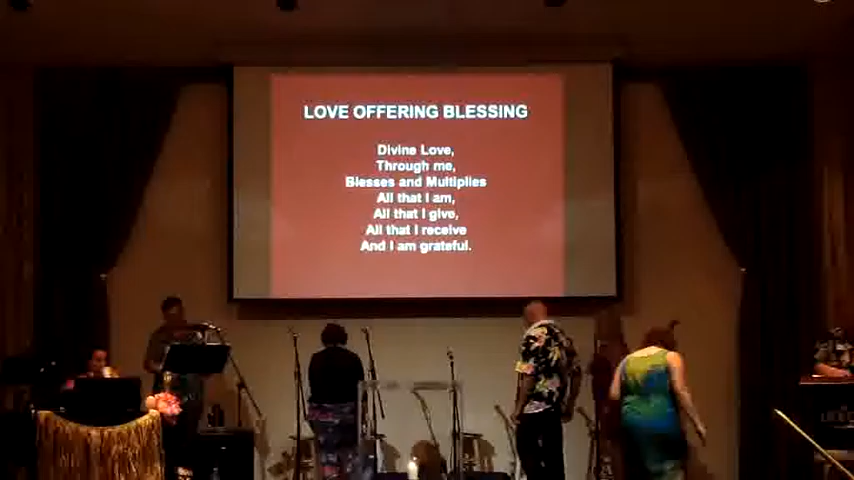 LOVE OFFERING BLESSING
Divine Love,
Through me,
Blesses and Multiplies
All that I am,
All that I give,
All that I receive
And I am grateful.